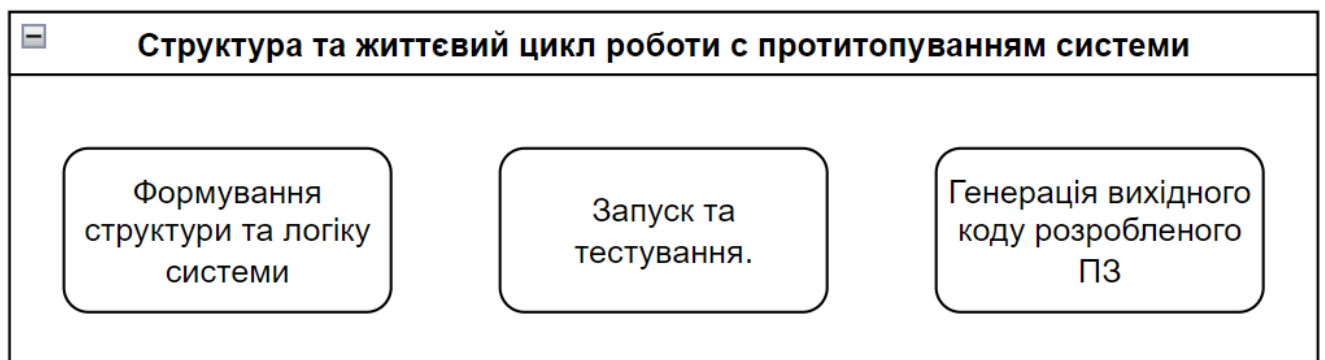 Структура та життєвий цикл роботи с протитопуванням системи
Формування
структури та логіку
системи
Запуск та
тестування.
Генерація вихідного
коду розробленого
ПЗ